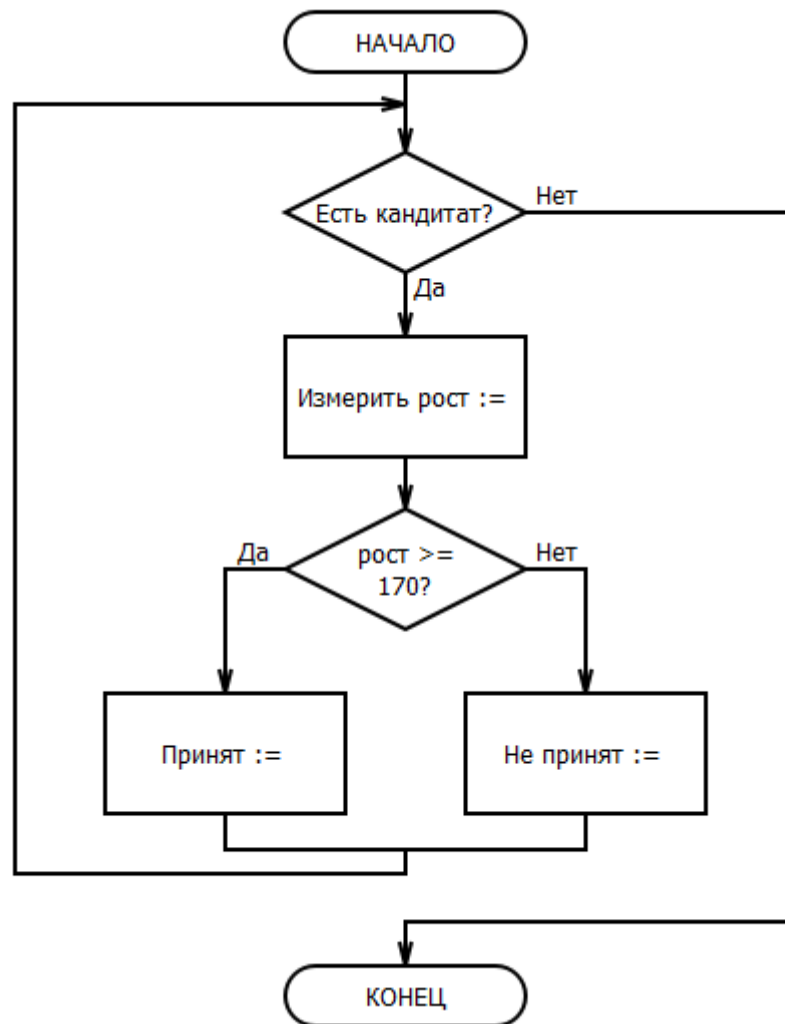 НАЧАЛО
Есть кандитат?
Нет
Да
Измерить рост :=
Да
рост >=
170?
Нет
Принят :=
Не принят :=
КОНЕЦ